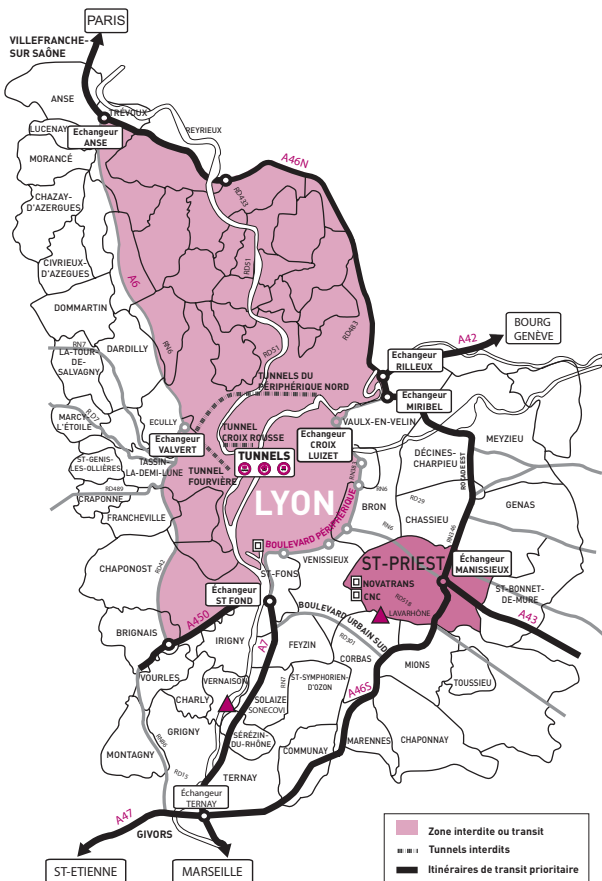 PARIS
VILLEFRANCHE-
SUR SAÔNE
ANSE
TRÉVOUX
LUCENAY
Echangeur
ANSE
REYRIEUX
MORANCÉ
A46N
RD433
CHAZAY-
D'AZERGUES
RD51
CIVRIEUX-
D'AZEGUES
A6
DOMMARTIN
RN6
RD483
A42
BOURG
GENÈVE
RN7
LA-TOUR
DE-
SALVAGNY
DARDILLY
RD51
Echangeur
RILLEUX
TUNNELS DU
PÉRIPHÉRIQUE NORD
Echangeur
MIRIBEL
RD7
MARCY
L'ÉTOILE
ECULLY
TUNNEL
CROIX ROUSSE
VAULX-EN-VELIN
Echangeur
VALVERT
Echangeur
CROIX
LUIZET
MEYZIEU
DÉCINES-
CHARPIEU
ST-GENIS-
LES-OLLIÈRES
TASSIN-
LA-DEMI-LUNE
TUNNEL
FOURVIÈRE
TUNNELS
ROCADE EST
RD489
CRAPONNE
LYON
RN6
BRON
RD29
GENAS
FRANCHEVILLE
BOULEVARD PÉRIPHÉRIQUE
RN6
CHASSIEU
RN346
CHAPONOST
RD42
VENISSIEUX
ST-PRIEST
Échangeur
MANISSIEUX
ST-FONS
NOVATRANS
CNC
RD518
ST-BONNET-
DE-MURE
Échangeur
ST FOND
LAVARHÔNE
A43
BOULEVARD URBAIN SUD
A450
BRIGNAIS
IRIGNY
A7
FEYZIN
RD301
CORBAS
MIONS
VOURLES
VERNAISON
RN7
ST-SYMPHORIEN-
D'OZON
A46S
TOUSSIEU
CHARLY
SOLAIZE
SONECOVI
GRIGNY
SÉRÉZIN-
DU-RHÔNE
MARENNES
CHAPONNAY
RN86
MONTAGNY
COMMUNAY
RD15
TERNAY
Échangeur
TERNAY
A47
GIVORS
ST-ETIENNE
MARSEILLE
Zone interdite ou transit
Tunnels interdits
Itinéraires de transit prioritaire